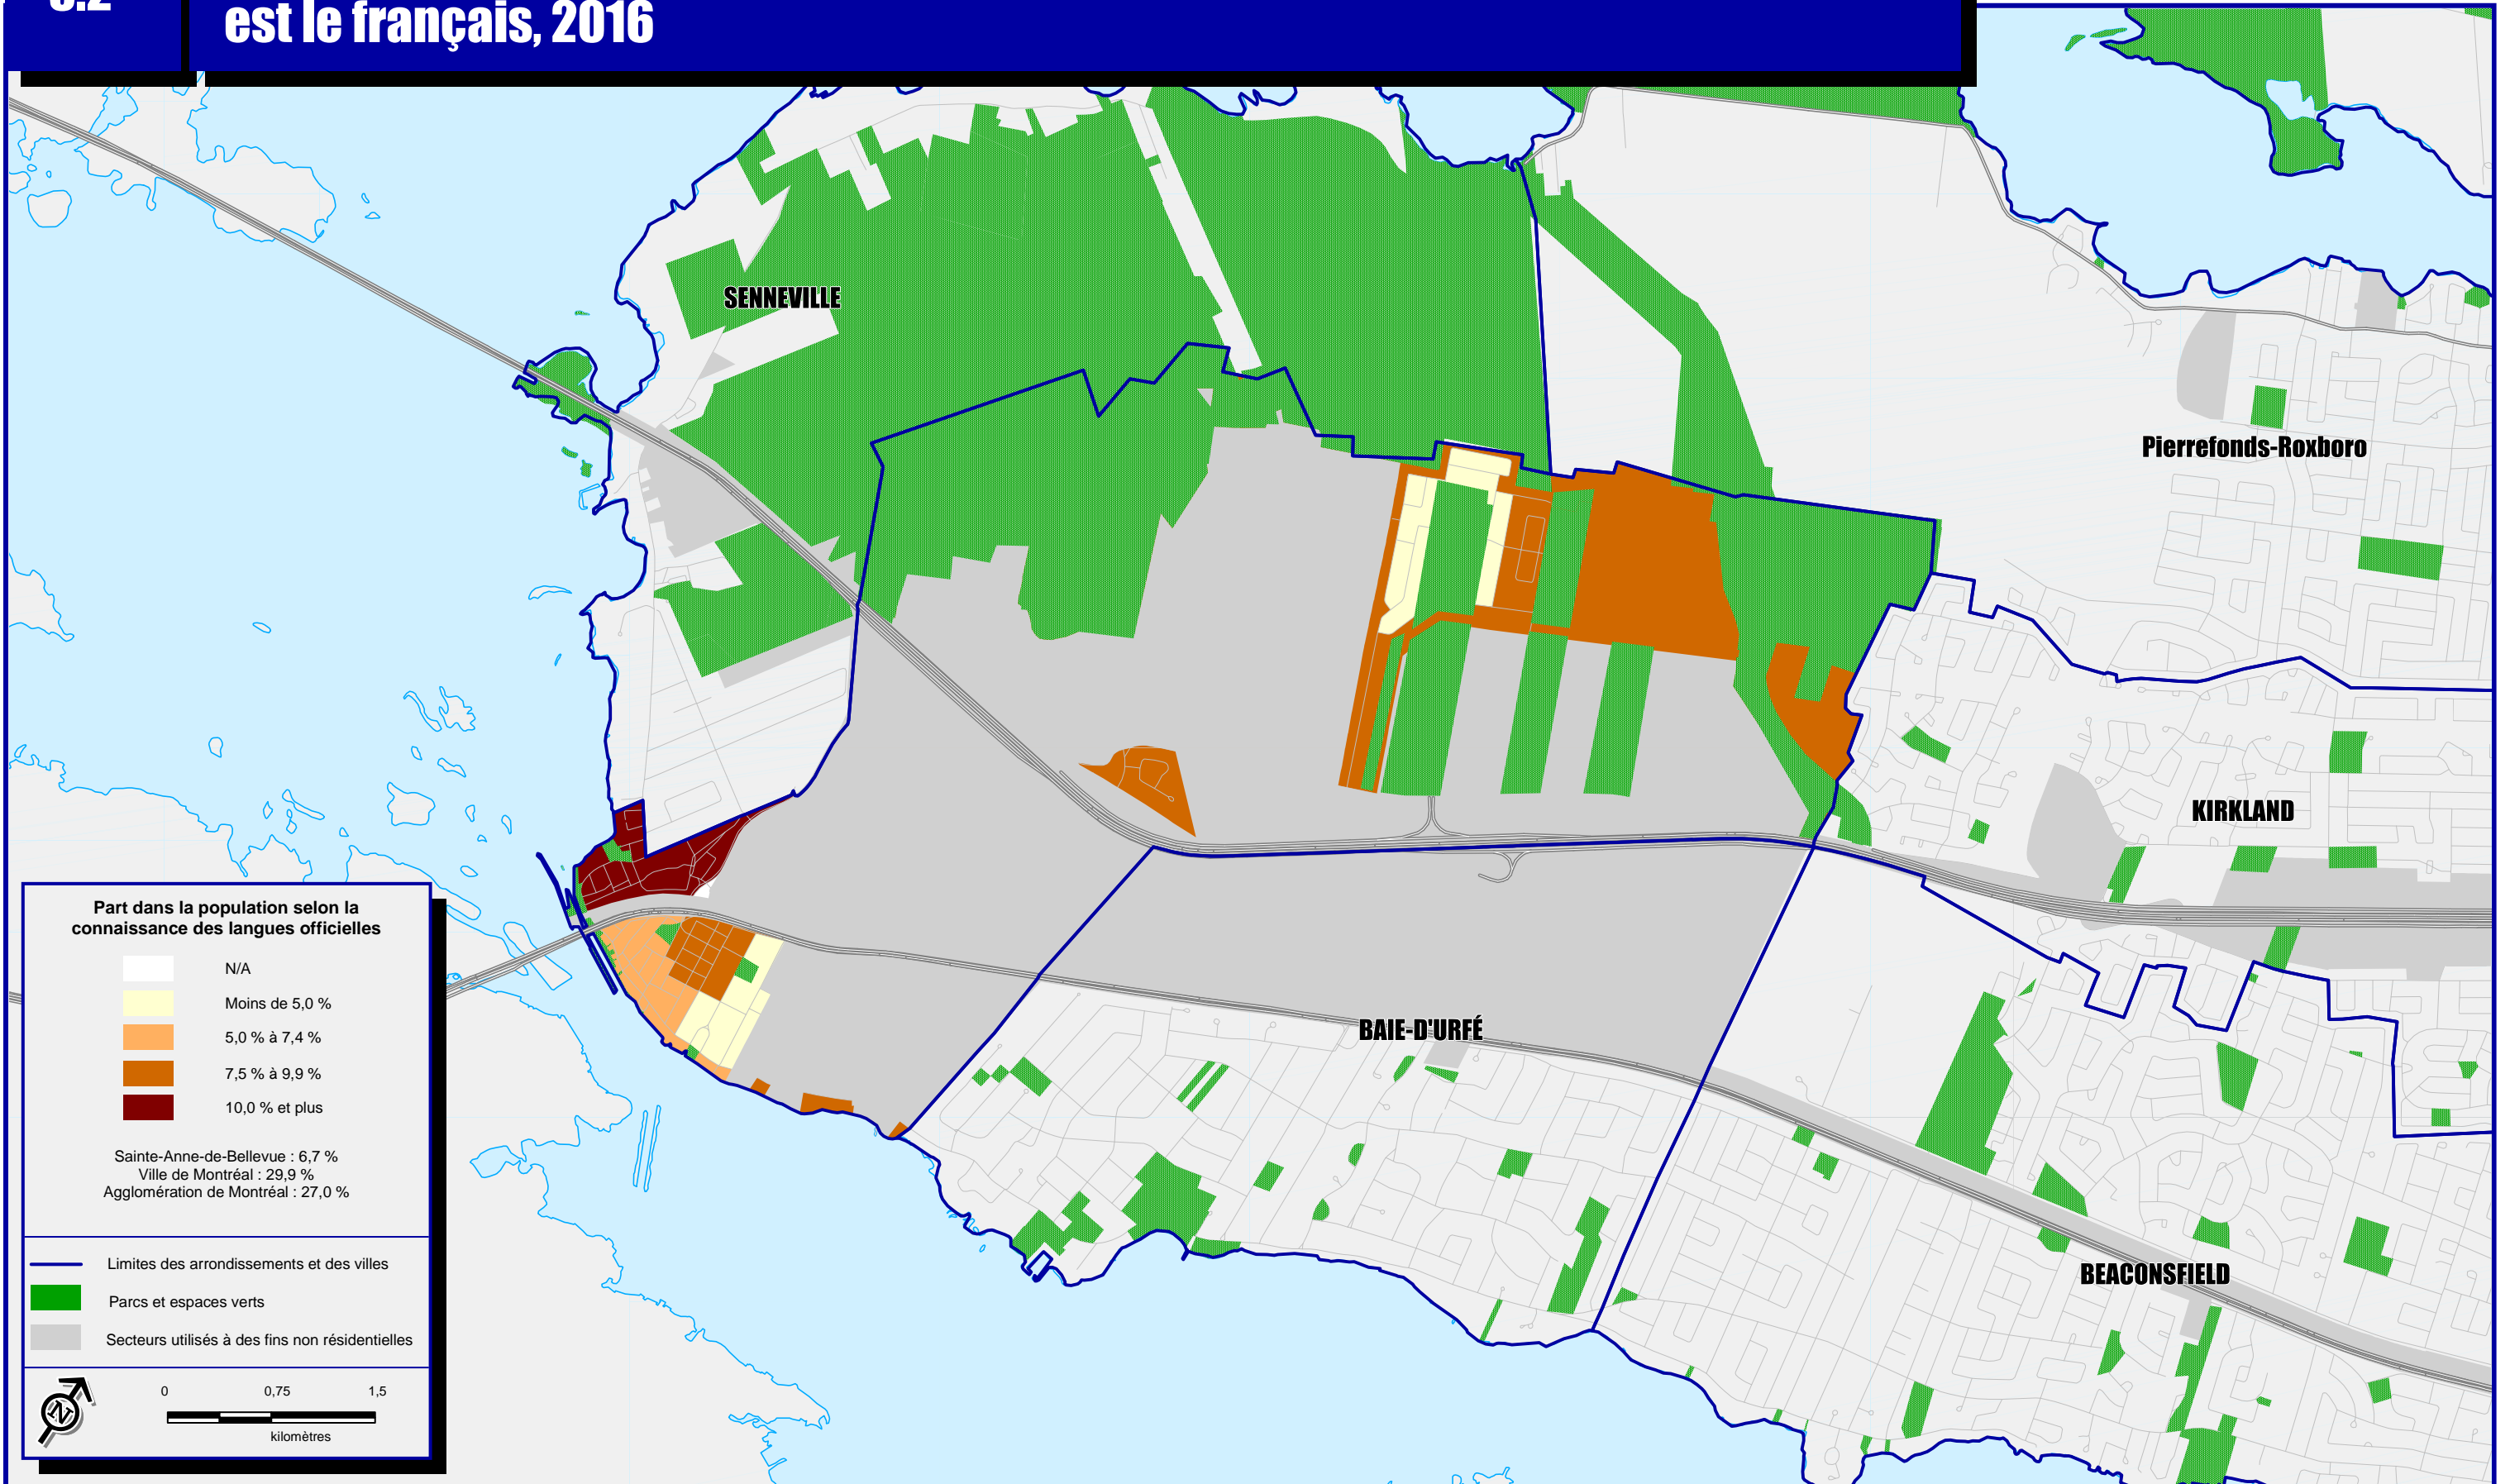 est le français, 2016
SENNEVILLE
Pierrefonds-Roxboro
KIRKLAND
BAIE-D'URFÉ
BEACONSFIELD
Part dans la population selon la
connaissance des langues officielles
N/A
Moins de 5,0 %
5,0 % à 7,4 %
7,5 % à 9,9 %
10,0 % et plus
Sainte-Anne-de-Bellevue : 6,7 %
Ville de Montréal : 29,9 %
Agglomération de Montréal : 27,0 %
Limites des arrondissements et des villes
Parcs et espaces verts
Secteurs utilisés à des fins non résidentielles
N
0 0,75 1,5
kilomètres